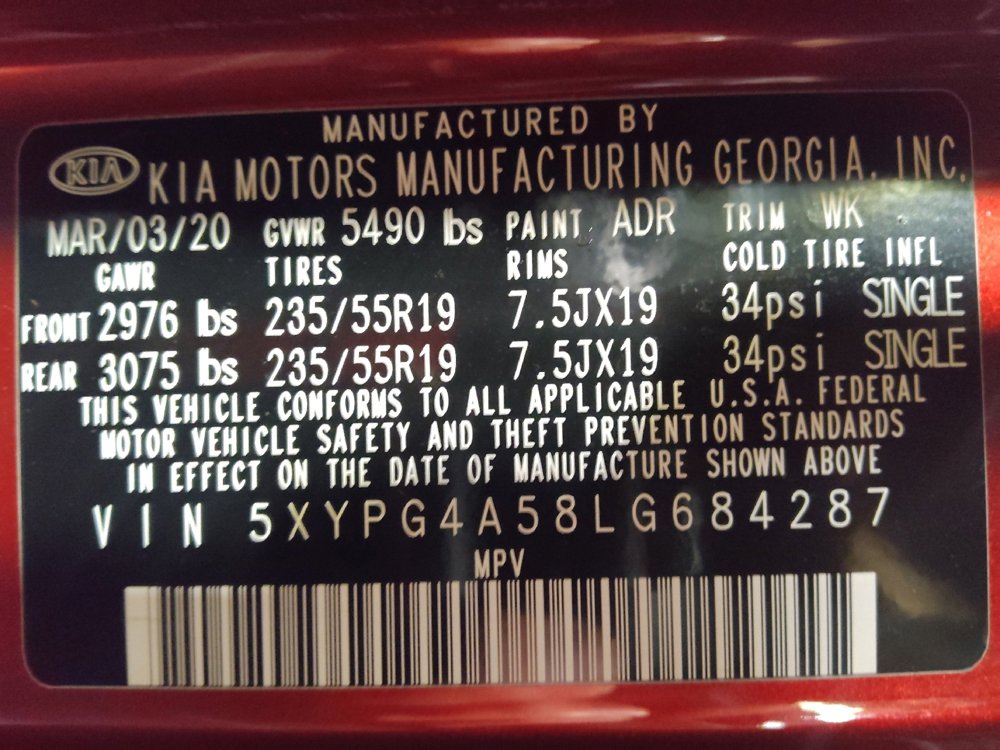 MANUFACTURED BY
KIA KIA MOTORS MANUFACTURING GEORGIA, INC.
MAR/03/20 GVWR 5490 lbs PAINT ADR TRIM WK
GAWR TIRES RIMS COLD TIRE INFL
FRONT 2976 lbs 235/55R19 7.5JX19 34psi SINGLE
REAR 3075 lbs 235/55R19 7.5JX19 34psi SINGLE
THIS VEHICLE CONFORMS TO ALL APPLICABLE U.S.A. FEDERAL
MOTOR VEHICLE SAFETY AND THEFT PREVENTION STANDARDS
IN EFFECT ON THE DATE OF MANUFACTURE SHOWN ABOVE
VIN 5XYPG4A58LG684287
MPV